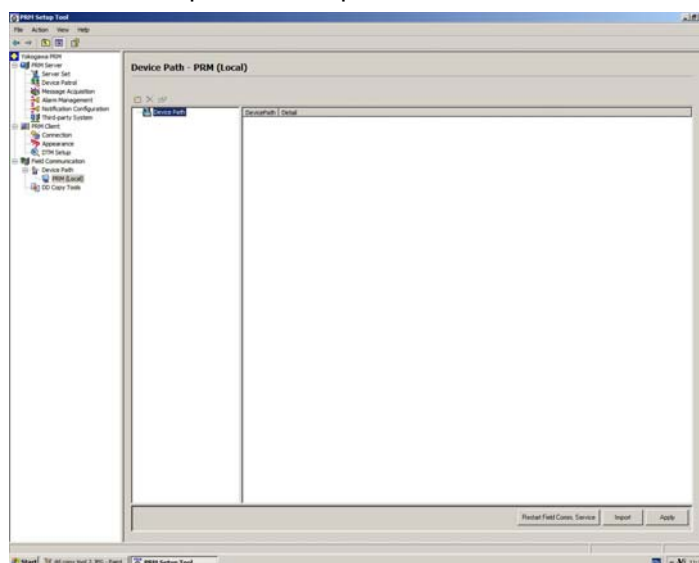 PRM Setup Tool
File Action View Help
Yokogawa PRM
PRM Server
Server Set
Device Patrol
Message Acquisition
Alarm Management
Notification Configuration
Third-party System
PRM Client
Connection
Appearance
DTM Setup
Field Communication
Device Path
PRM (Local)
DD Copy Tools
Device Path - PRM (Local)
Device Path
DevicePath Detail
Restart Field Comm. Service Import Apply
Start
PRM Setup Tool